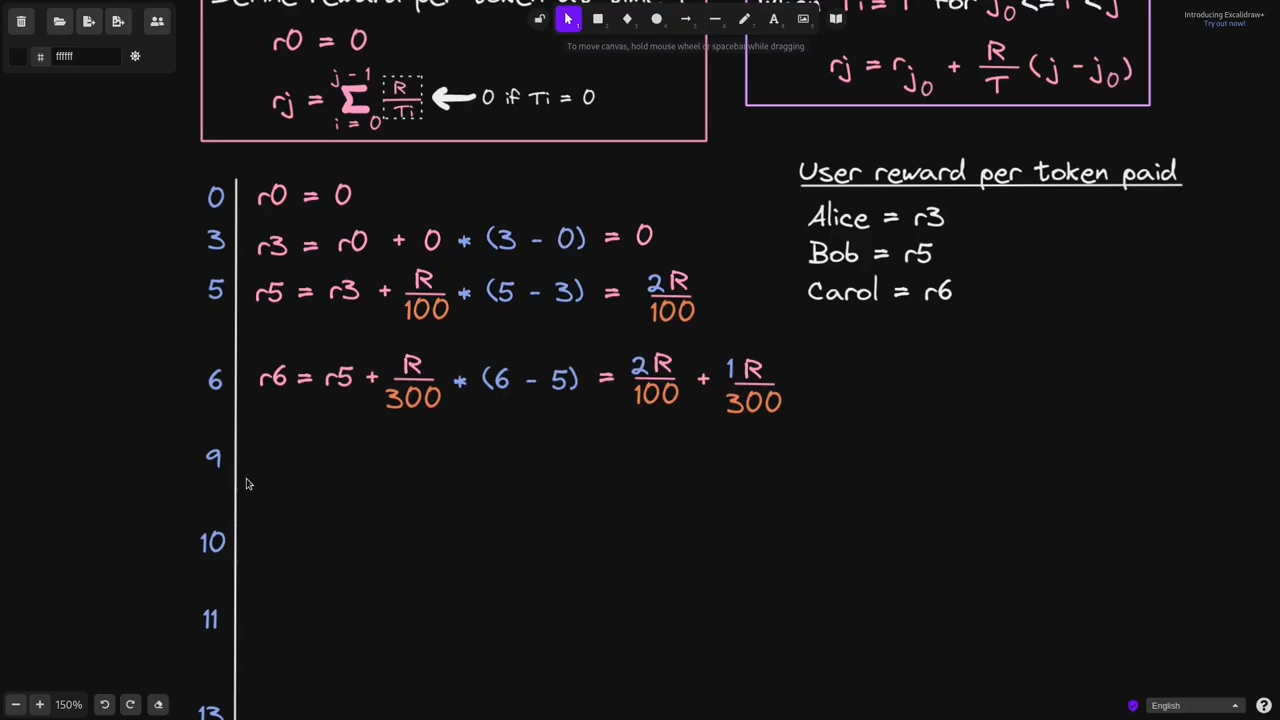 Introducing Excalidraw+
Try out now!
# ffffff
To move canvas, hold mouse wheel or spacebar while dragging
r0 = 0
rj = Σ j - 1 i = 0 R / Ti ← 0 if Ti = 0
for j0 <= i < j
rj = rj0 + R / T (j - j0)
User reward per token paid
Alice = r3
Bob = r5
Carol = r6
0 r0 = 0
3 r3 = r0 + 0 * (3 - 0) = 0
5 r5 = r3 + R / 100 * (5 - 3) = 2R / 100
6 r6 = r5 + R / 300 * (6 - 5) = 2R / 100 + 1R / 300
9
10
11
13
150%
English